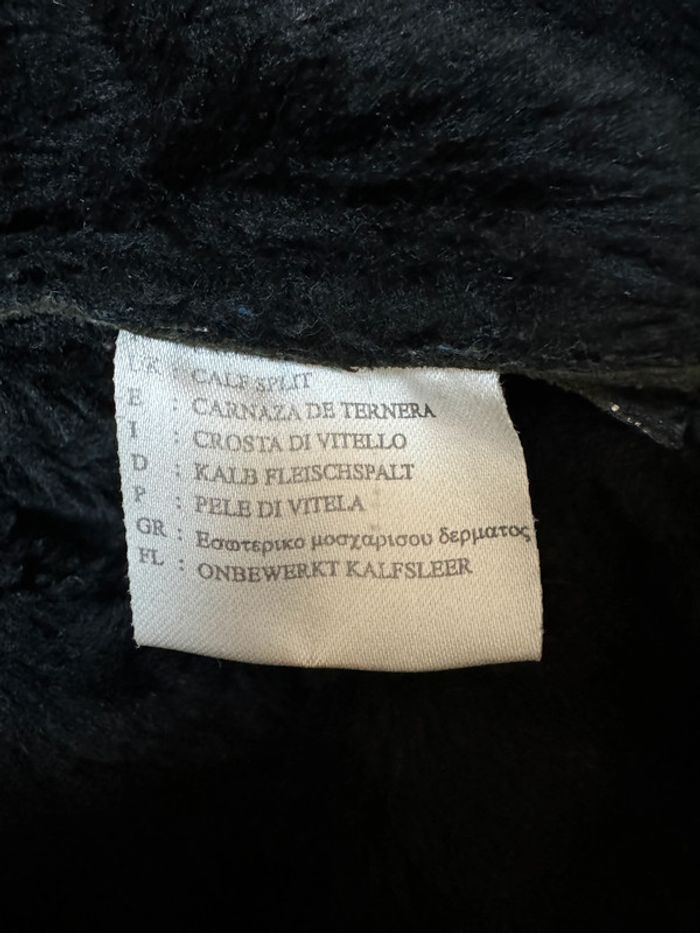 UK : CALF SPLIT
E : CARNAZA DE TERNERA
I : CROSTA DI VITELLO
D : KALB FLEISCHSPALT
P : PELE DI VITELA
GR : Εσωτερικο μοσχαρισου δερματος
FL : ONBEWERKT KALFSLEER